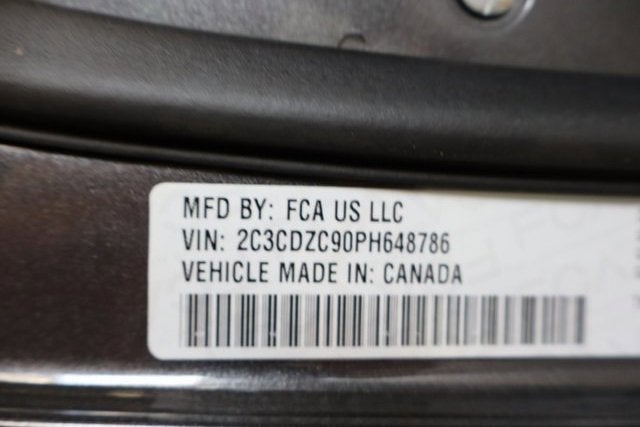 MFD BY: FCA US LLC
VIN: 2C3CDZC90PH648786
VEHICLE MADE IN: CANADA